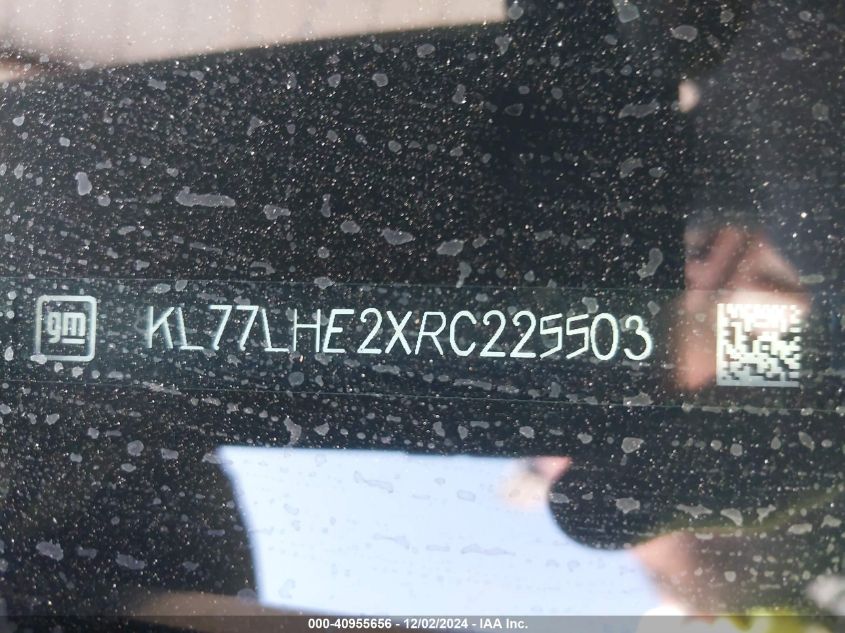 gm KL77LHE2XRC225503
000-40955656 - 12/02/2024 - IAA Inc.